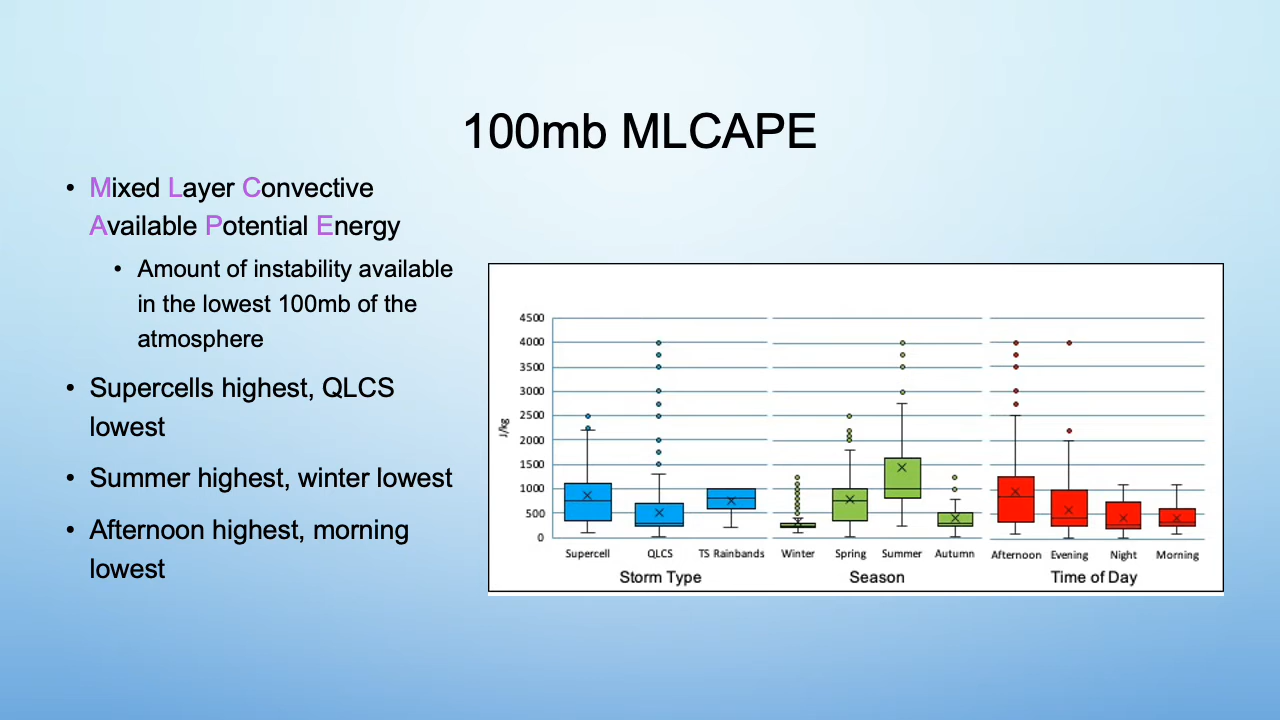 100mb MLCAPE
• Mixed Layer Convective
Available Potential Energy
• Amount of instability available
in the lowest 100mb of the
atmosphere
• Supercells highest, QLCS
lowest
• Summer highest, winter lowest
• Afternoon highest, morning
lowest
J/kg
4500
4000
3500
3000
2500
2000
1500
1000
500
0
Supercell QLCS TS Rainbands Winter Spring Summer Autumn Afternoon Evening Night Morning
Storm Type Season Time of Day